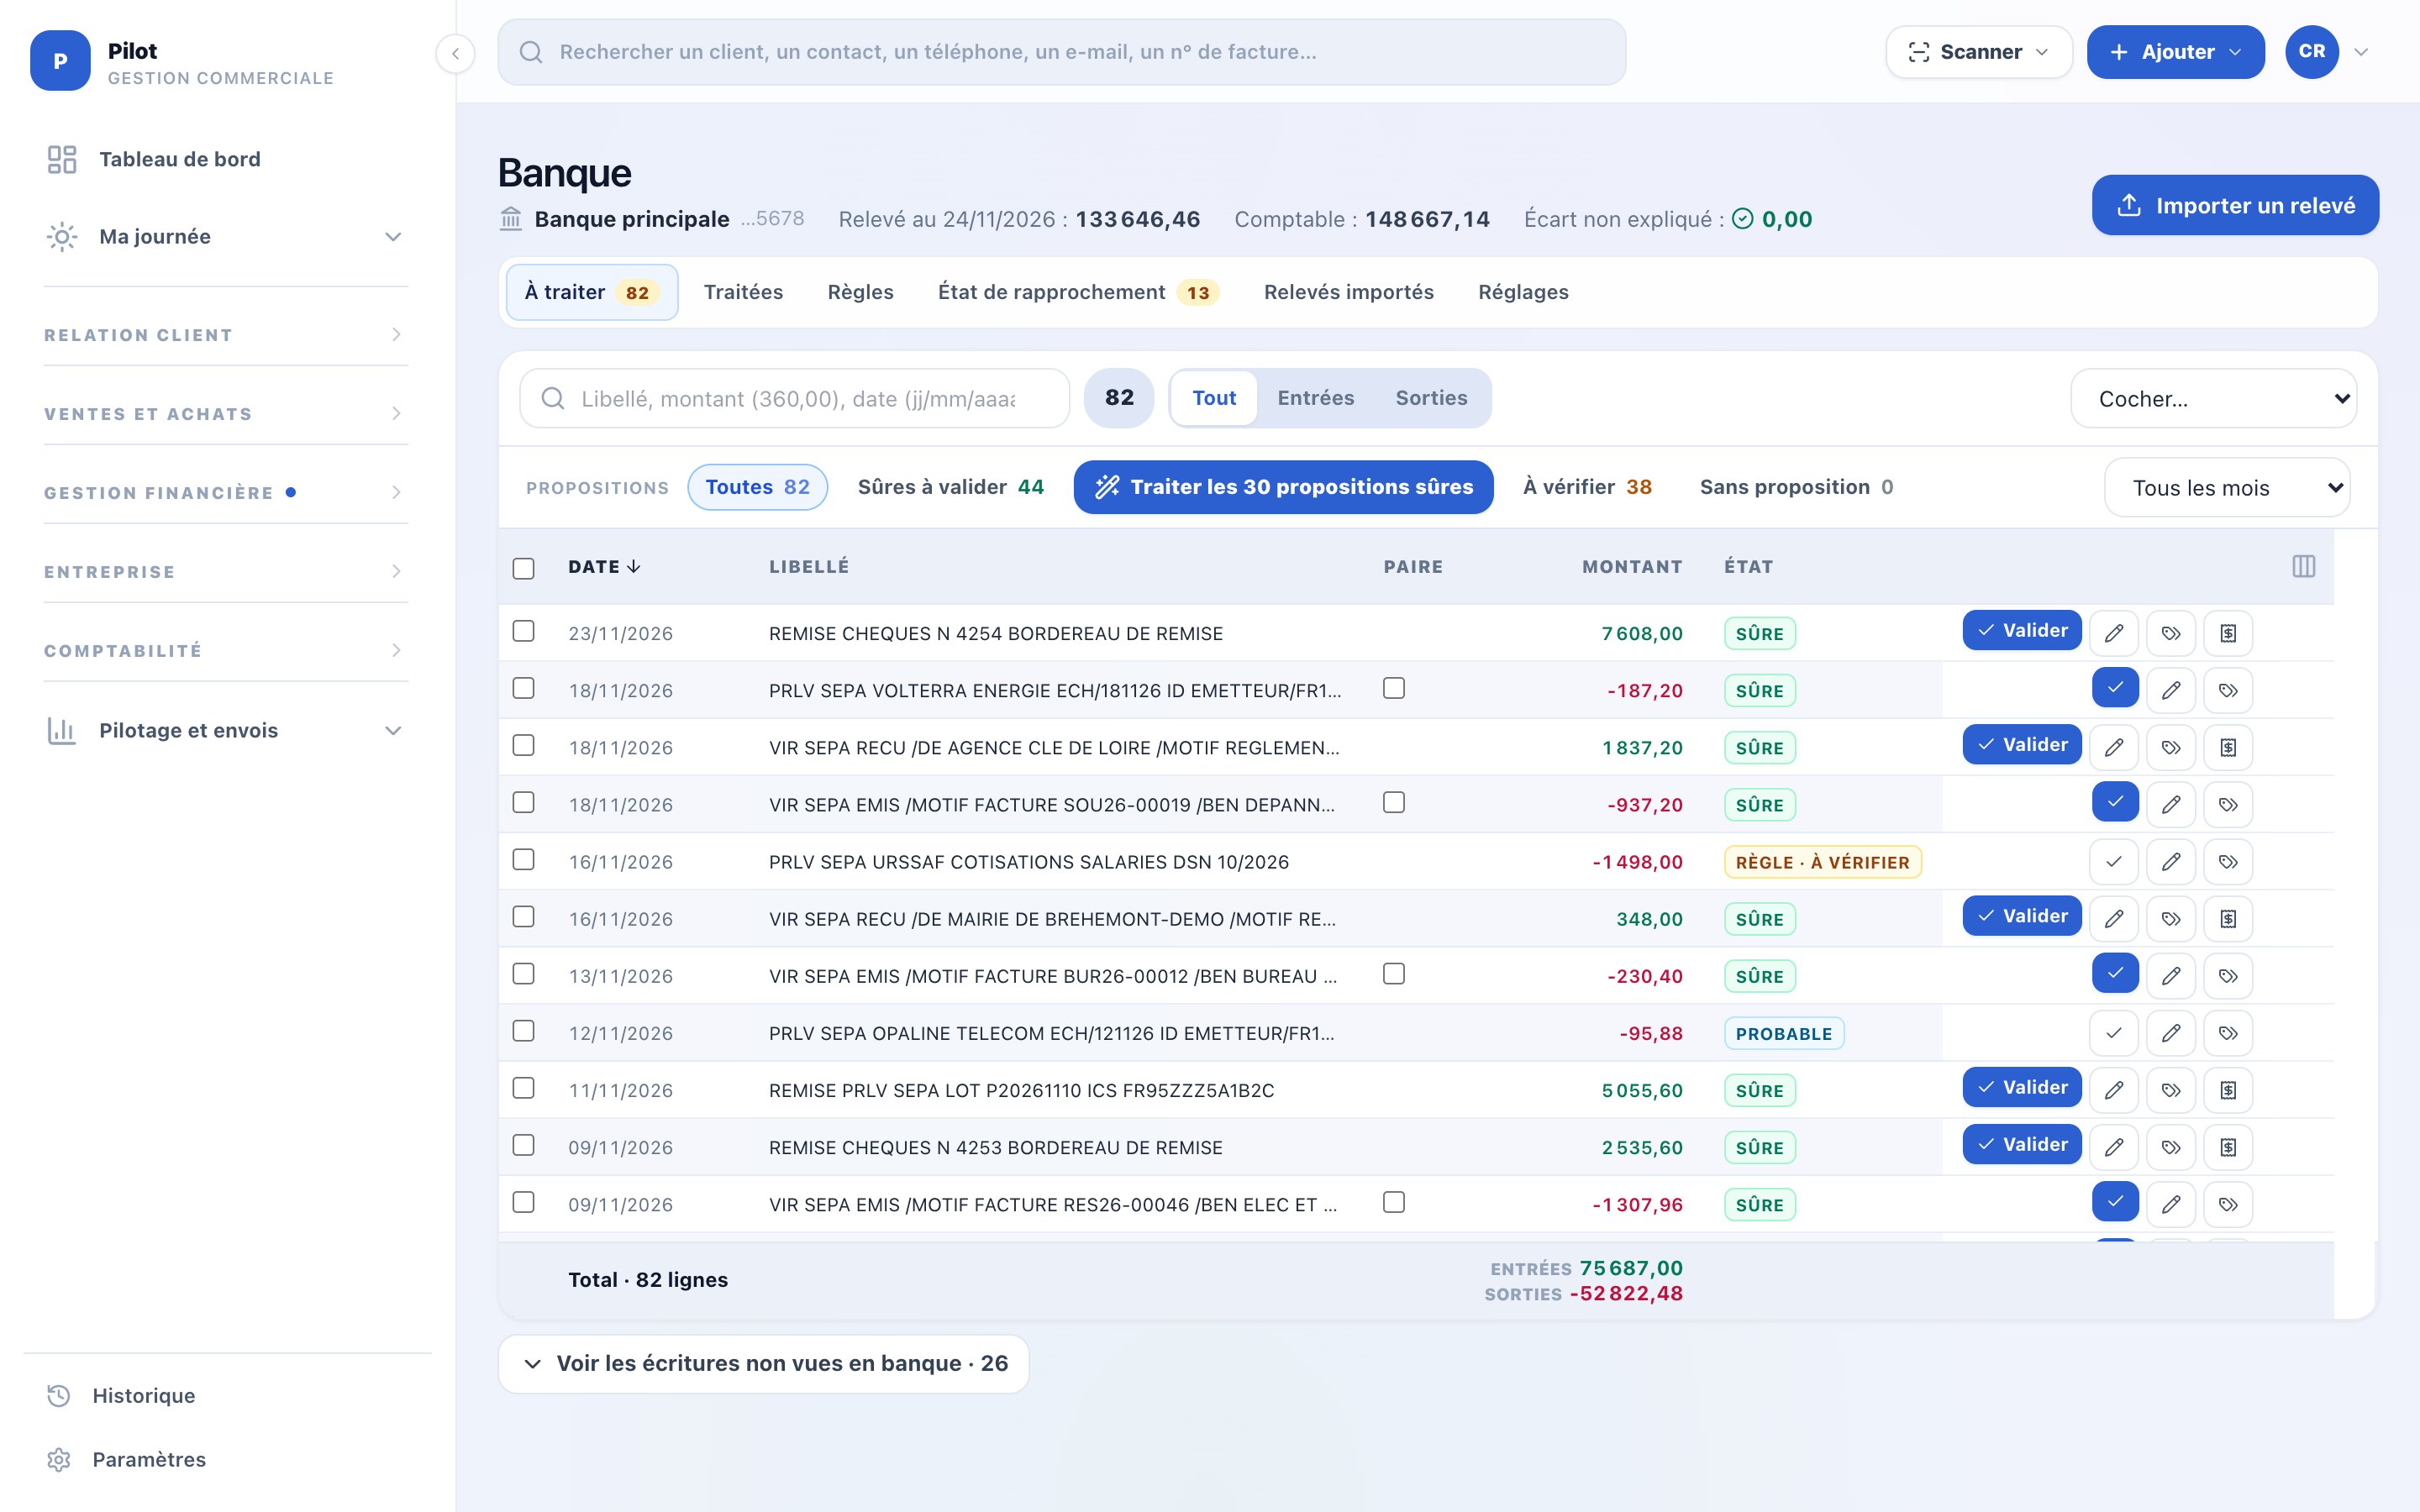 P
Pilot
GESTION COMMERCIALE
Tableau de bord
Ma journée
RELATION CLIENT
VENTES ET ACHATS
GESTION FINANCIÈRE
ENTREPRISE
COMPTABILITÉ
Pilotage et envois
Historique
Paramètres
Rechercher un client, un contact, un téléphone, un e-mail, un n° de facture...
Scanner
Ajouter
CR
Banque
Banque principale ...5678 Relevé au 24/11/2026 : 133 646,46 Comptable : 148 667,14 Écart non expliqué : 0,00
Importer un relevé
À traiter 82 Traitées Règles État de rapprochement 13 Relevés importés Réglages
Libellé, montant (360,00), date (jj/mm/aaaa
82 Tout Entrées Sorties
Cocher...
PROPOSITIONS Toutes 82 Sûres à valider 44 Traiter les 30 propositions sûres À vérifier 38 Sans proposition 0
Tous les mois
DATE LIBELLÉ PAIRE MONTANT ÉTAT
23/11/2026 REMISE CHEQUES N 4254 BORDEREAU DE REMISE 7 608,00 SÛRE Valider
18/11/2026 PRLV SEPA VOLTERRA ENERGIE ECH/181126 ID EMETTEUR/FR1... -187,20 SÛRE
18/11/2026 VIR SEPA RECU /DE AGENCE CLE DE LOIRE /MOTIF REGLEMEN... 1 837,20 SÛRE Valider
18/11/2026 VIR SEPA EMIS /MOTIF FACTURE SOU26-00019 /BEN DEPANN... -937,20 SÛRE
16/11/2026 PRLV SEPA URSSAF COTISATIONS SALARIES DSN 10/2026 -1 498,00 RÈGLE · À VÉRIFIER
16/11/2026 VIR SEPA RECU /DE MAIRIE DE BREHEMONT-DEMO /MOTIF RE... 348,00 SÛRE Valider
13/11/2026 VIR SEPA EMIS /MOTIF FACTURE BUR26-00012 /BEN BUREAU ... -230,40 SÛRE
12/11/2026 PRLV SEPA OPALINE TELECOM ECH/121126 ID EMETTEUR/FR1... -95,88 PROBABLE
11/11/2026 REMISE PRLV SEPA LOT P20261110 ICS FR95ZZZ5A1B2C 5 055,60 SÛRE Valider
09/11/2026 REMISE CHEQUES N 4253 BORDEREAU DE REMISE 2 535,60 SÛRE Valider
09/11/2026 VIR SEPA EMIS /MOTIF FACTURE RES26-00046 /BEN ELEC ET ... -1 307,96 SÛRE
Total · 82 lignes
ENTRÉES 75 687,00
SORTIES -52 822,48
Voir les écritures non vues en banque · 26